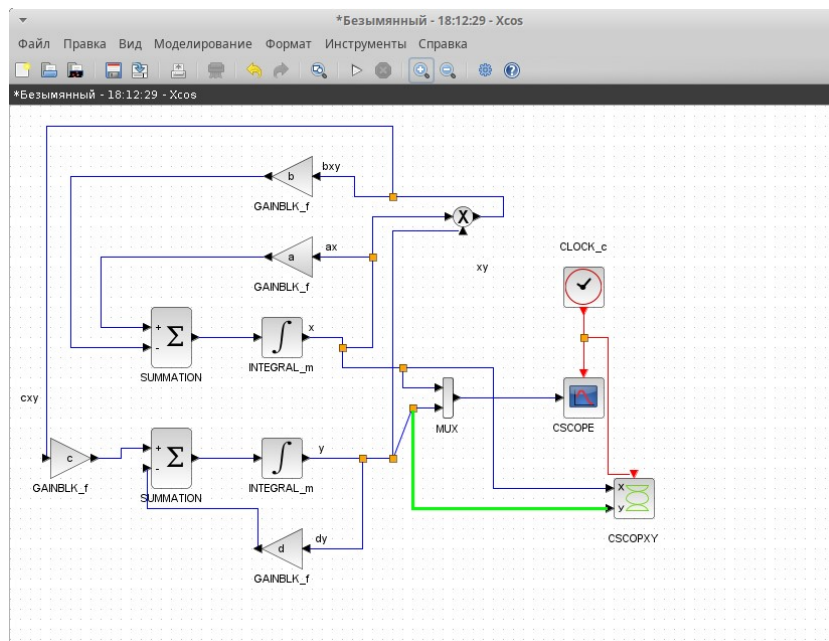 *Безымянный - 18:12:29 - Xcos
Файл Правка Вид Моделирование Формат Инструменты Справка
*Безымянный - 18:12:29 - Xcos
b
bxy
GAINBLK_f
X
a
ax
GAINBLK_f
xy
CLOCK_c
+
-
Σ
SUMMATION
∫
x
INTEGRAL_m
MUX
CSCOPE
cxy
c
GAINBLK_f
+
-
Σ
SUMMATION
∫
y
INTEGRAL_m
X
y
CSCOPXY
d
dy
GAINBLK_f